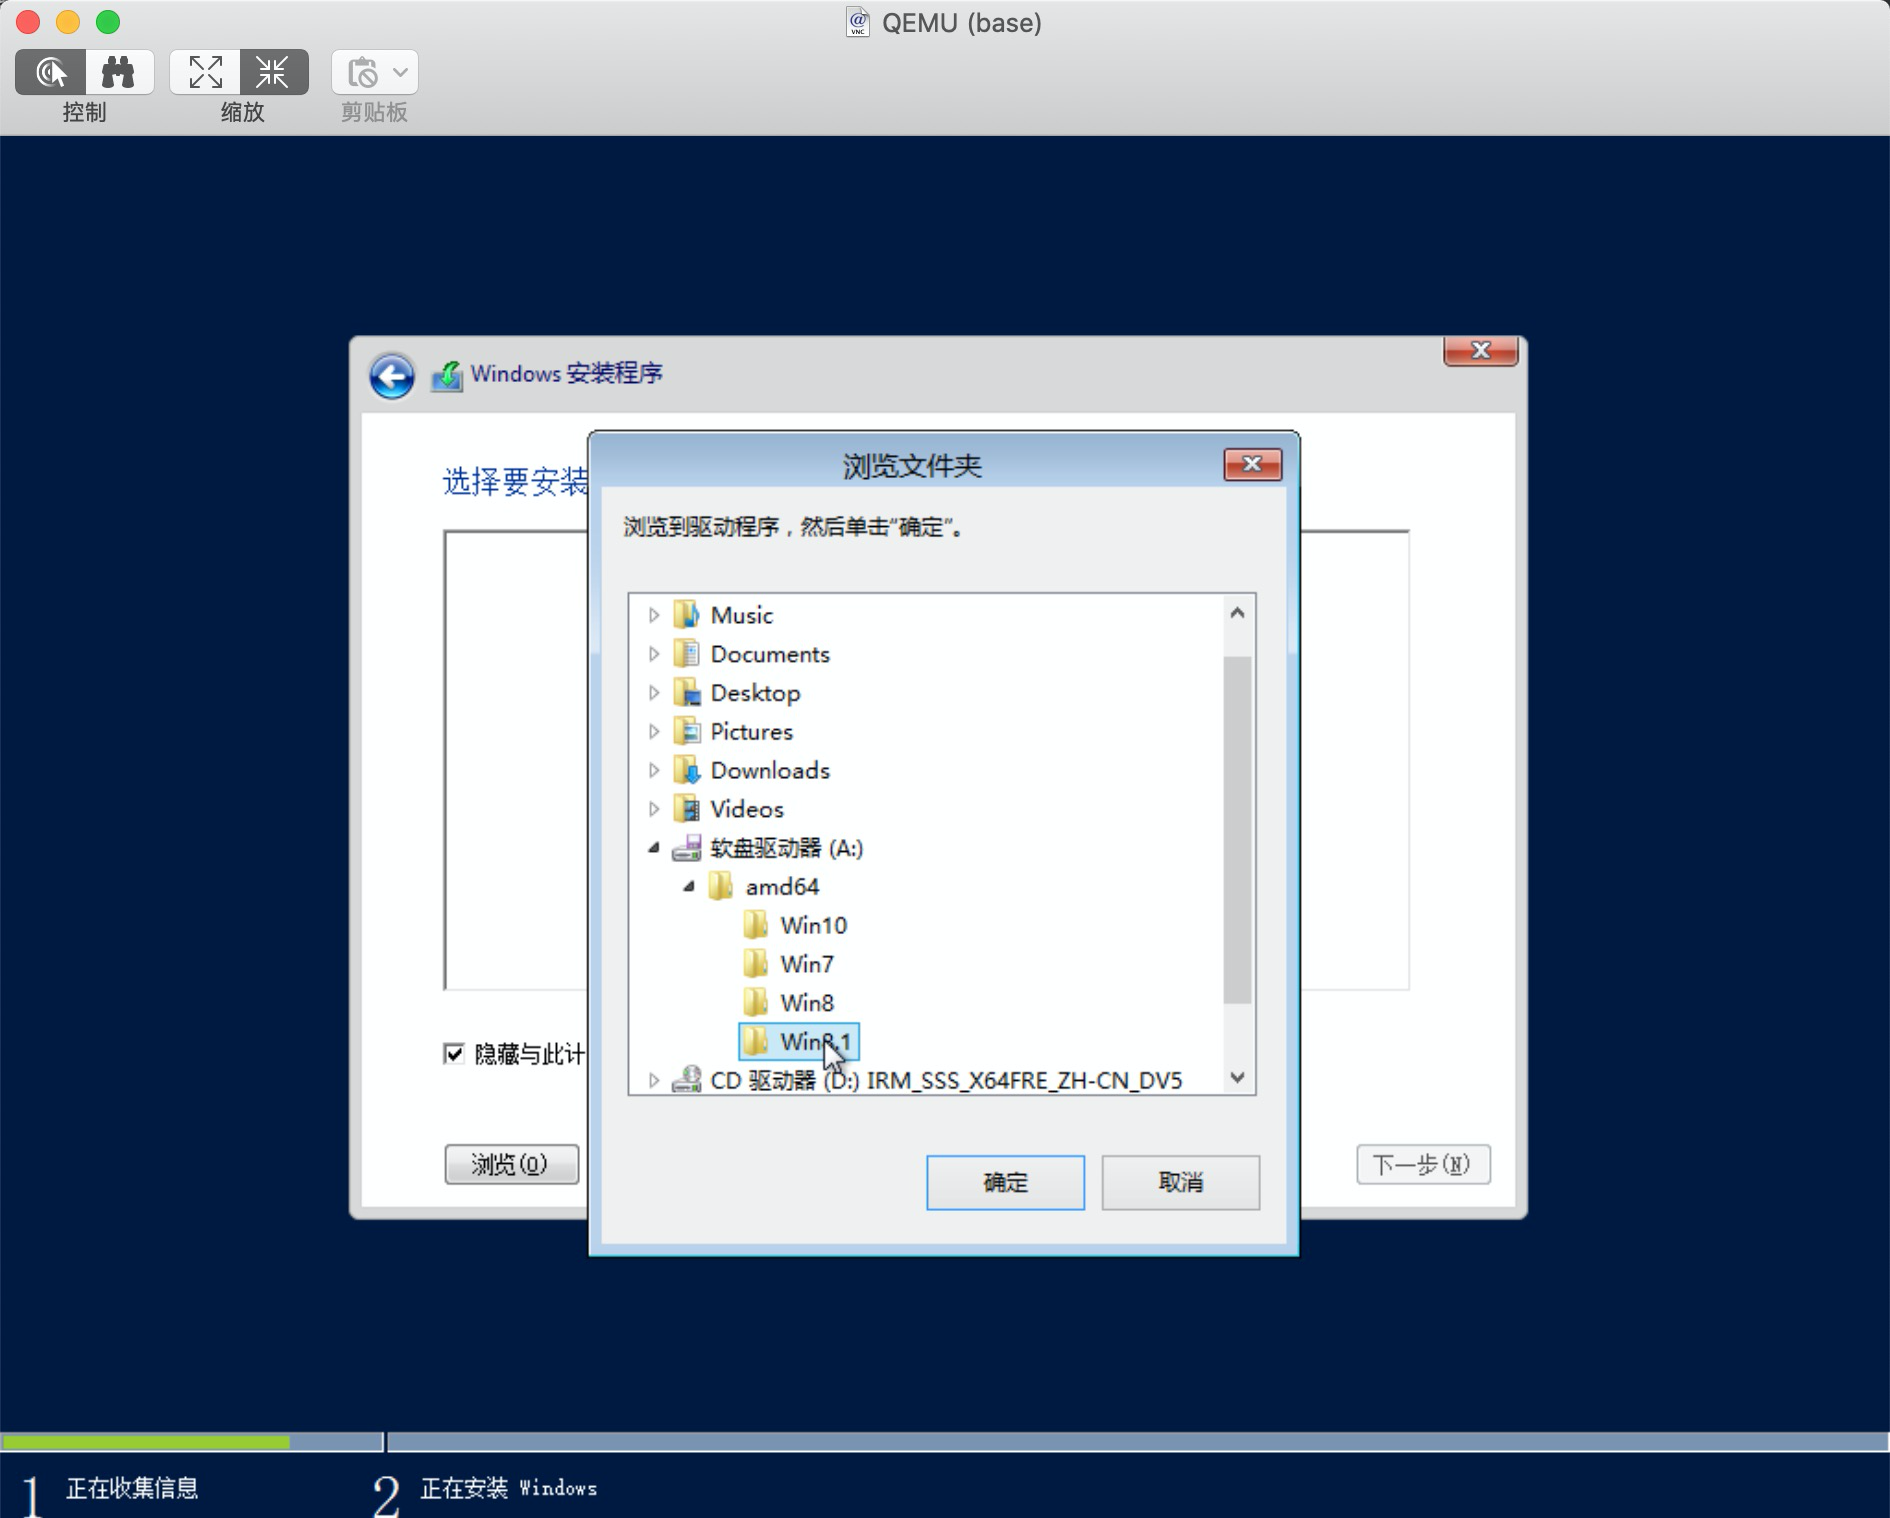 QEMU (base)
控制
缩放
剪贴板
Windows 安装程序
选择要安装
浏览文件夹
浏览到驱动程序，然后单击“确定”。
Music
Documents
Desktop
Pictures
Downloads
Videos
软盘驱动器 (A:)
amd64
Win10
Win7
Win8
Win8.1
CD 驱动器 (D:) IRM_SSS_X64FRE_ZH-CN_DV5
隐藏与此计
浏览(O)
确定
取消
下一步(N)
1 正在收集信息
2 正在安装 Windows